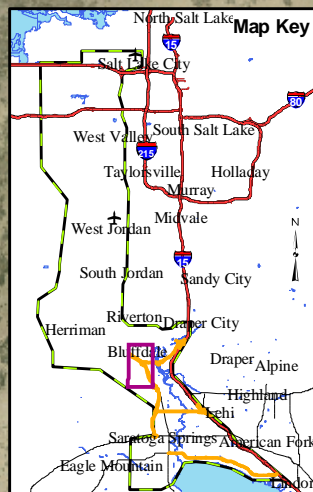 North Salt Lake
Map Key
15
Salt Lake City
80
West Valley
South Salt Lake
215
Taylorsville
Holladay
Murray
Midvale
West Jordan
15
South Jordan
Sandy City
Riverton
Draper City
Herriman
Bluffdale
Draper
Alpine
Highland
Lehi
Saratoga Springs
American Fork
Eagle Mountain
Lindon